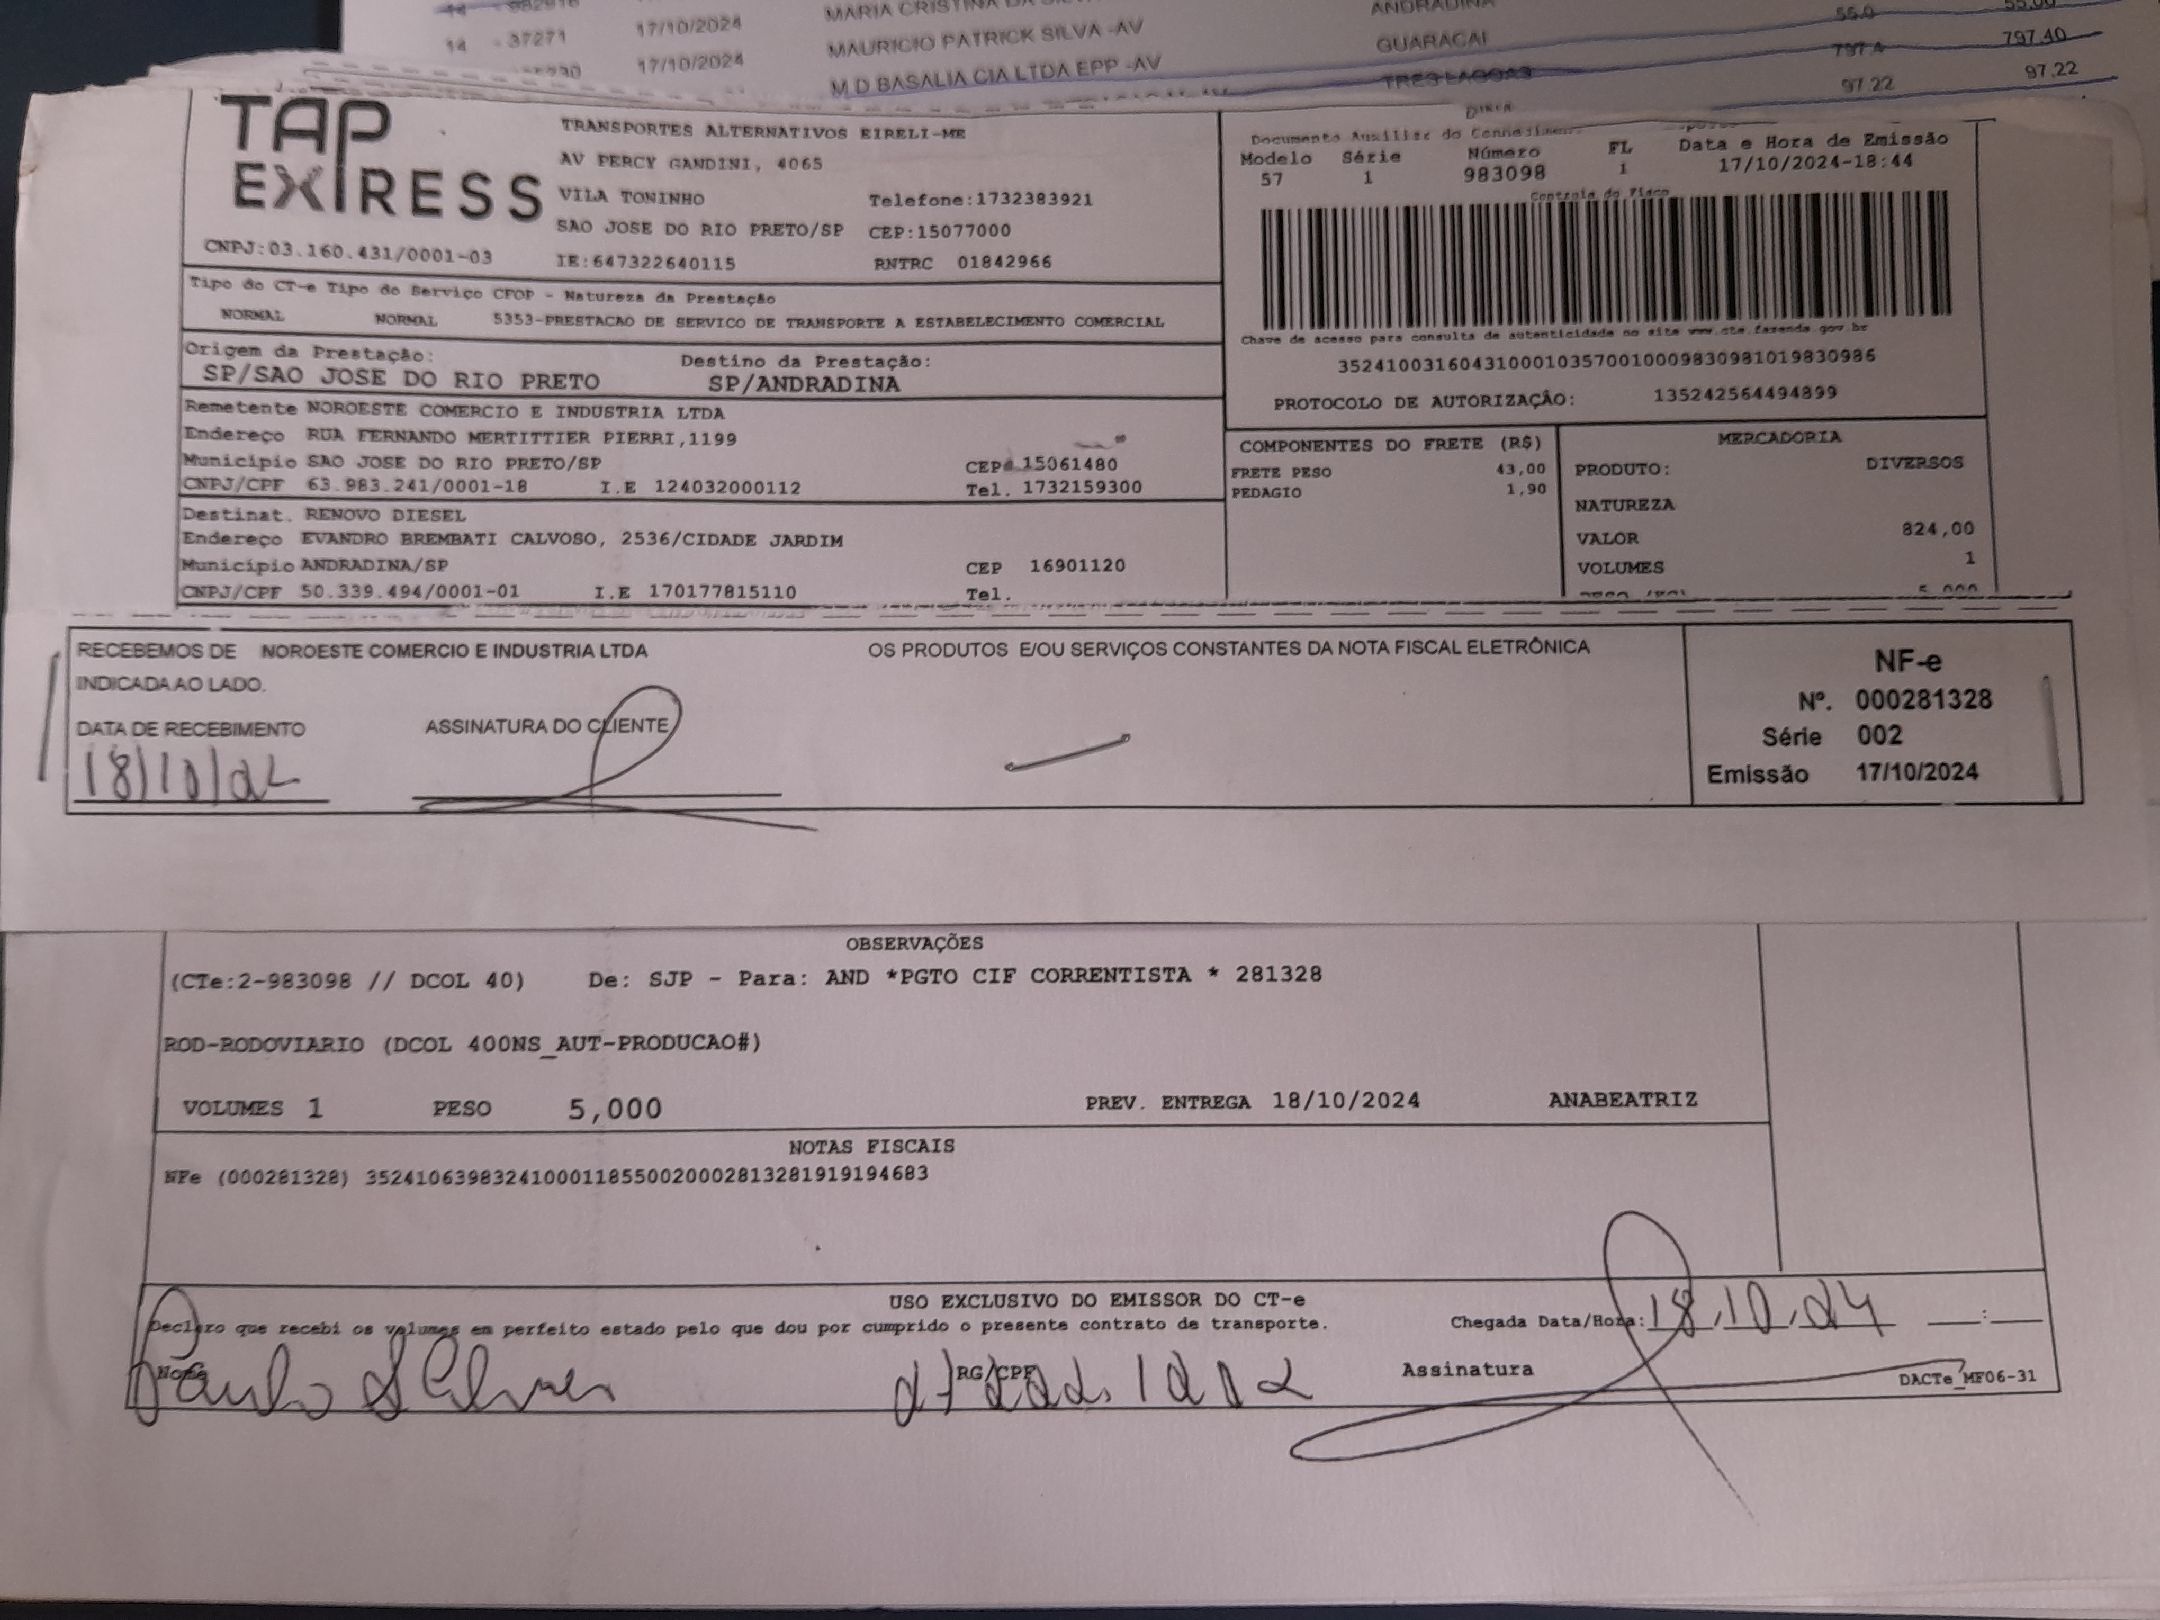 37271 17/10/2024 MAURICIO PATRICK SILVA -AV GUARACAI 797.40
17/10/2024 M D BASALIA CIA LTDA EPP -AV TRES LAGOAS 97.22 97.22
TAP EXPRESS
CNPJ:03.160.431/0001-03
TRANSPORTES ALTERNATIVOS EIRELI-ME
AV PERCY GANDINI, 4065
VILA TONINHO Telefone:1732383921
SAO JOSE DO RIO PRETO/SP CEP:15077000
IE:647322640115 RNTRC 01842966
Documento Auxiliar do
Modelo Série Número FL Data e Hora de Emissão
57 1 983098 1 17/10/2024-18:44
Controle do Fisco
Chave de acesso para consulta de autenticidade no site www.cte.fazenda.gov.br
35241003160431000103570010009830981019830986
PROTOCOLO DE AUTORIZAÇÃO: 135242564494899
Tipo do CT-e Tipo do Serviço CFOP - Natureza da Prestação
NORMAL NORMAL 5353-PRESTACAO DE SERVICO DE TRANSPORTE A ESTABELECIMENTO COMERCIAL
Origem da Prestação: Destino da Prestação:
SP/SAO JOSE DO RIO PRETO SP/ANDRADINA
Remetente NOROESTE COMERCIO E INDUSTRIA LTDA
Endereço RUA FERNANDO MERTITTIER PIERRI,1199
Município SAO JOSE DO RIO PRETO/SP CEP 15061480
CNPJ/CPF 63.983.241/0001-18 I.E 124032000112 Tel. 1732159300
Destinat. RENOVO DIESEL
Endereço EVANDRO BREMBATI CALVOSO, 2536/CIDADE JARDIM
Município ANDRADINA/SP CEP 16901120
CNPJ/CPF 50.339.494/0001-01 I.E 170177815110 Tel.
COMPONENTES DO FRETE (R$)
FRETE PESO 43,00
PEDAGIO 1,90
MERCADORIA
PRODUTO: DIVERSOS
NATUREZA
VALOR 824,00
VOLUMES 1
RECEBEMOS DE NOROESTE COMERCIO E INDUSTRIA LTDA OS PRODUTOS E/OU SERVIÇOS CONSTANTES DA NOTA FISCAL ELETRÔNICA
INDICADA AO LADO.
DATA DE RECEBIMENTO ASSINATURA DO CLIENTE
18/10/
NF-e
Nº. 000281328
Série 002
Emissão 17/10/2024
OBSERVAÇÕES
(CTe:2-983098 // DCOL 40) De: SJP - Para: AND *PGTO CIF CORRENTISTA * 281328
ROD-RODOVIARIO (DCOL 400NS_AUT-PRODUCAO#)
VOLUMES 1 PESO 5,000 PREV. ENTREGA 18/10/2024 ANABEATRIZ
NOTAS FISCAIS
NFe (000281328) 35241063983241000118550020002813281919194683
USO EXCLUSIVO DO EMISSOR DO CT-e
Declaro que recebi os volumes em perfeito estado pelo que dou por cumprido o presente contrato de transporte. Chegada Data/Hora: 18.10.24 :
Nome RG/CPF Assinatura
DACTe_MF06-31